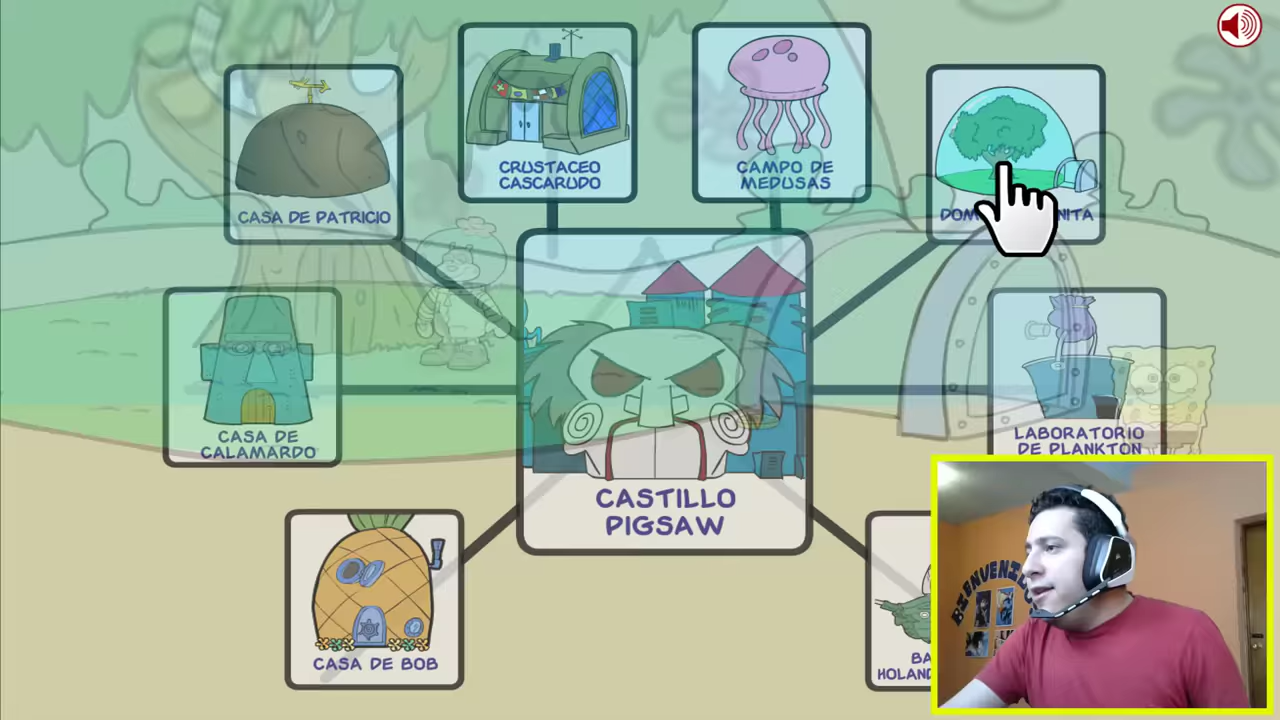 CRUSTACEO
CASCARUDO
CAMPO DE
MEDUSAS
CASA DE PATRICIO
CASA DE
CALAMARDO
CASTILLO
PIGSAW
LABORATORIO
DE PLANKTON
CASA DE BOB